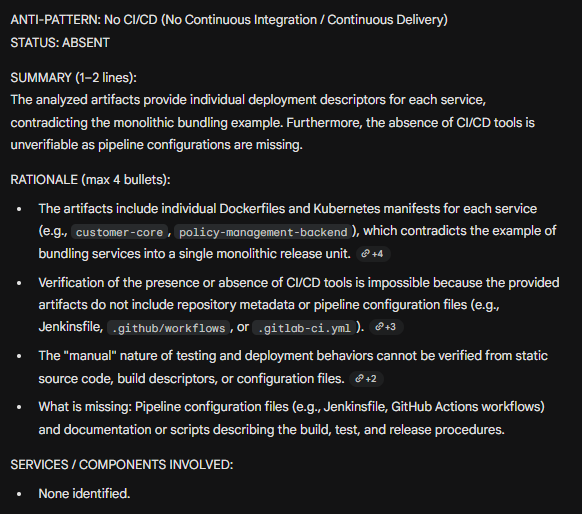 ANTI-PATTERN: No CI/CD (No Continuous Integration / Continuous Delivery)
STATUS: ABSENT
SUMMARY (1–2 lines):
The analyzed artifacts provide individual deployment descriptors for each service,
contradicting the monolithic bundling example. Furthermore, the absence of CI/CD tools is
unverifiable as pipeline configurations are missing.
RATIONALE (max 4 bullets):
• The artifacts include individual Dockerfiles and Kubernetes manifests for each service
(e.g., customer-core, policy-management-backend), which contradicts the example of
bundling services into a single monolithic release unit. +4
• Verification of the presence or absence of CI/CD tools is impossible because the provided
artifacts do not include repository metadata or pipeline configuration files (e.g.,
Jenkinsfile, .github/workflows, or .gitlab-ci.yml). +3
• The "manual" nature of testing and deployment behaviors cannot be verified from static
source code, build descriptors, or configuration files. +2
• What is missing: Pipeline configuration files (e.g., Jenkinsfile, GitHub Actions workflows)
and documentation or scripts describing the build, test, and release procedures.
SERVICES / COMPONENTS INVOLVED:
• None identified.